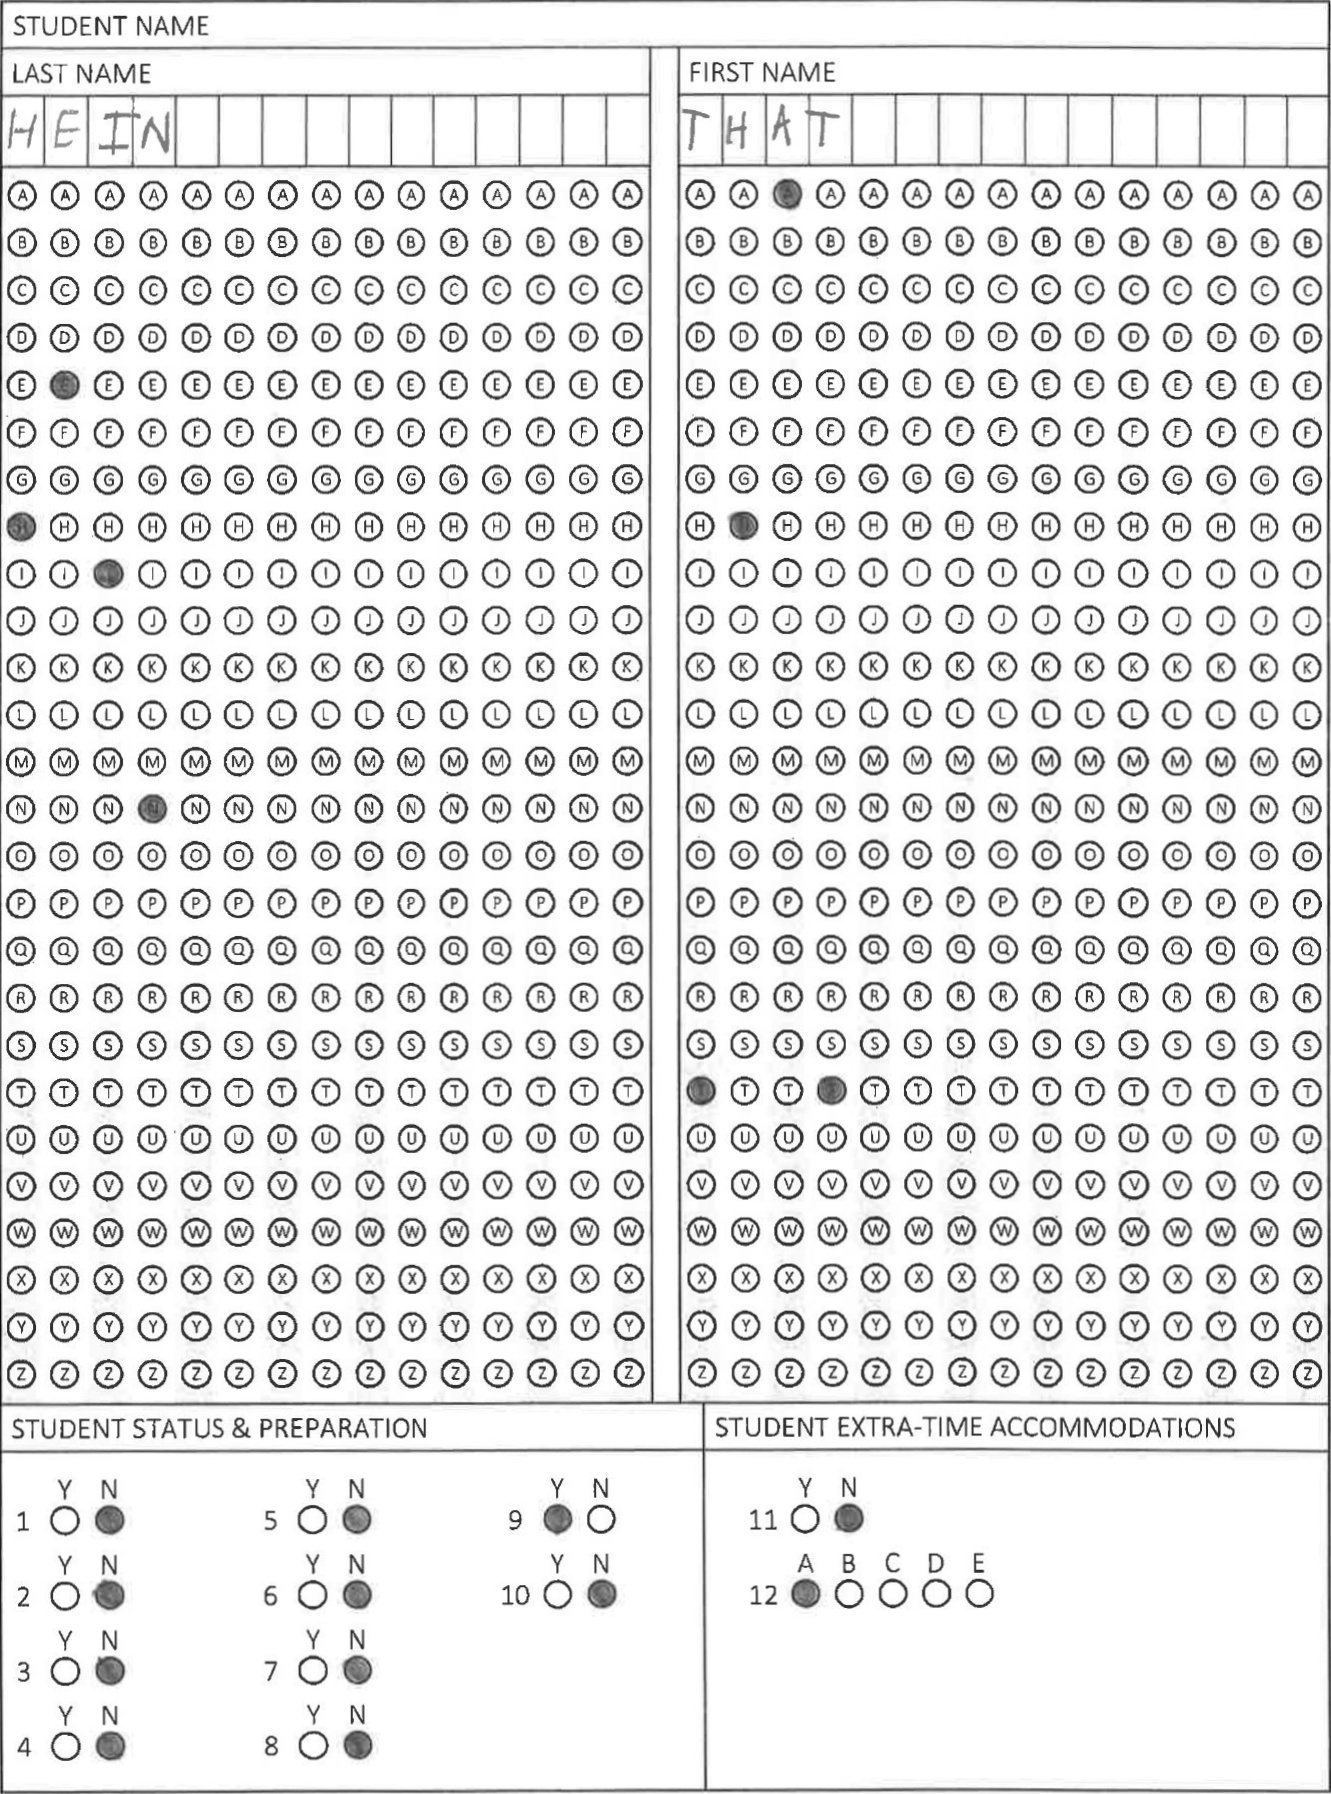 STUDENT NAME
LAST NAME FIRST NAME
HEIN THAT
A A A A A A A A A A A A A A A A A A A A A A A A A A A A A A
B B B B B B B B B B B B B B B B B B B B B B B B B B B B B B
C C C C C C C C C C C C C C C C C C C C C C C C C C C C C C
D D D D D D D D D D D D D D D D D D D D D D D D D D D D D D
E E E E E E E E E E E E E E E E E E E E E E E E E E E E E E
F F F F F F F F F F F F F F F F F F F F F F F F F F F F F F
G G G G G G G G G G G G G G G G G G G G G G G G G G G G G G
H H H H H H H H H H H H H H H H H H H H H H H H H H H H H
I I I I I I I I I I I I I I I I I I I I I I I I I I I I I
J J J J J J J J J J J J J J J J J J J J J J J J J J J J J J
K K K K K K K K K K K K K K K K K K K K K K K K K K K K K K
L L L L L L L L L L L L L L L L L L L L L L L L L L L L L L
M M M M M M M M M M M M M M M M M M M M M M M M M M M M M M
N N N N N N N N N N N N N N N N N N N N N N N N N N N N N N
O O O O O O O O O O O O O O O O O O O O O O O O O O O O O O
P P P P P P P P P P P P P P P P P P P P P P P P P P P P P P
Q Q Q Q Q Q Q Q Q Q Q Q Q Q Q Q Q Q Q Q Q Q Q Q Q Q Q Q Q Q
R R R R R R R R R R R R R R R R R R R R R R R R R R R R R R
S S S S S S S S S S S S S S S S S S S S S S S S S S S S S S
T T T T T T T T T T T T T T T T T T T T T T T T T T T T
U U U U U U U U U U U U U U U U U U U U U U U U U U U U U U
V V V V V V V V V V V V V V V V V V V V V V V V V V V V V V
W W W W W W W W W W W W W W W W W W W W W W W W W W W W W W
X X X X X X X X X X X X X X X X X X X X X X X X X X X X X X
Y Y Y Y Y Y Y Y Y Y Y Y Y Y Y Y Y Y Y Y Y Y Y Y Y Y Y Y Y Y
Z Z Z Z Z Z Z Z Z Z Z Z Z Z Z Z Z Z Z Z Z Z Z Z Z Z Z Z Z Z
STUDENT STATUS & PREPARATION STUDENT EXTRA-TIME ACCOMMODATIONS
Y N Y N Y N Y N
1 5 9 11
Y N Y N Y N A B C D E
2 6 10 12
Y N Y N
3 7
Y N Y N
4 8